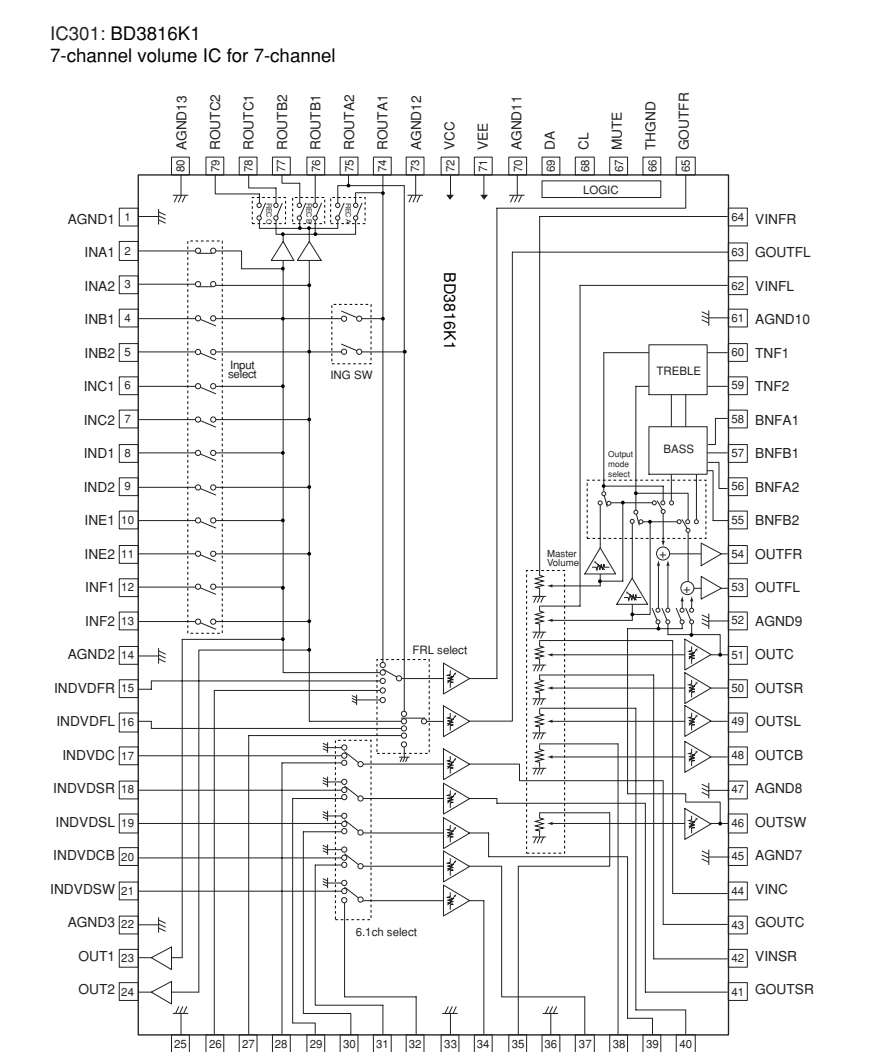 IC301: BD3816K1
7-channel volume IC for 7-channel
AGND13
ROUTC2
ROUTC1
ROUTB2
ROUTB1
ROUTA2
ROUTA1
AGND12
VCC
VEE
AGND11
DA
CL
MUTE
THGND
GOUTFR
80 79 78 77 76 75 74 73 72 71 70 69 68 67 66 65
LOGIC
REC C
REC B
REC A
AGND1 1
INA1 2
INA2 3
INB1 4
INB2 5
INC1 6
INC2 7
IND1 8
IND2 9
INE1 10
INE2 11
INF1 12
INF2 13
AGND2 14
INDVDFR 15
INDVDFL 16
INDVDC 17
INDVDSR 18
INDVDSL 19
INDVDCB 20
INDVDSW 21
AGND3 22
OUT1 23
OUT2 24
Input
select
ING SW
BD3816K1
FRL select
6.1ch select
Master
Volume
Output
mode
select
TREBLE
BASS
+
+
64 VINFR
63 GOUTFL
62 VINFL
61 AGND10
60 TNF1
59 TNF2
58 BNFA1
57 BNFB1
56 BNFA2
55 BNFB2
54 OUTFR
53 OUTFL
52 AGND9
51 OUTC
50 OUTSR
49 OUTSL
48 OUTCB
47 AGND8
46 OUTSW
45 AGND7
44 VINC
43 GOUTC
42 VINSR
41 GOUTSR
25 26 27 28 29 30 31 32 33 34 35 36 37 38 39 40